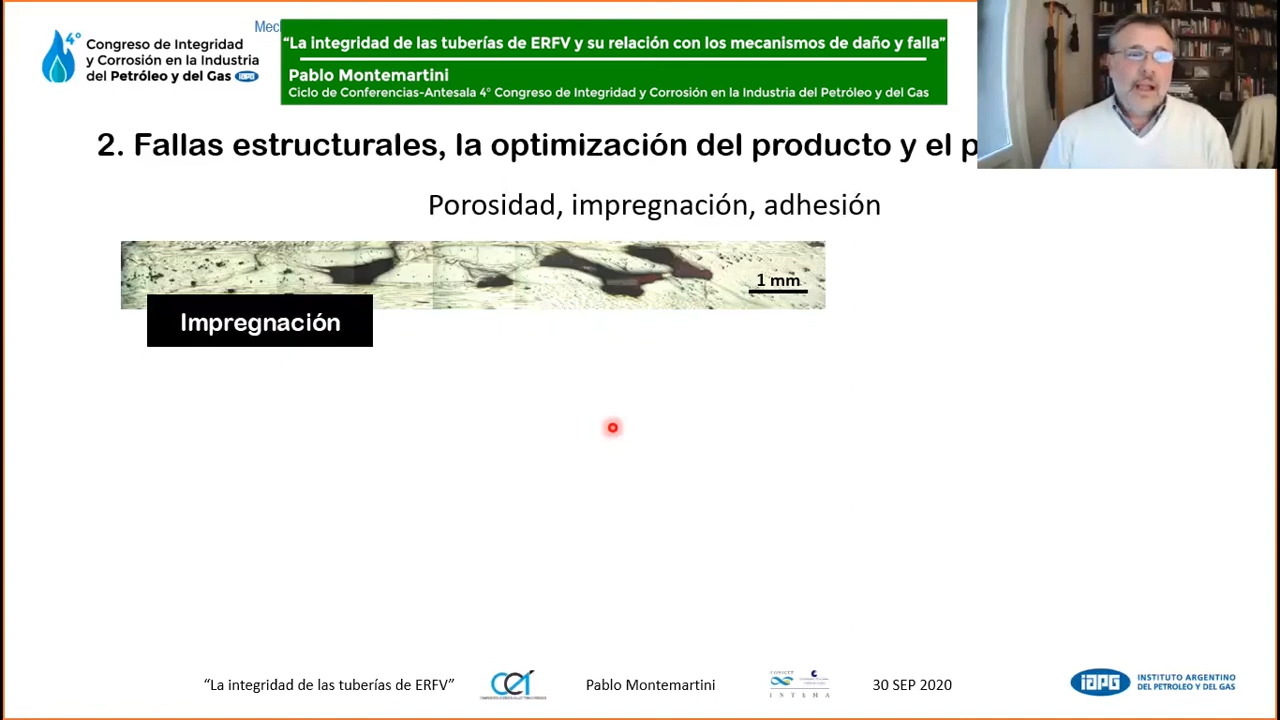 Mec
4°
Congreso de Integridad
y Corrosión en la Industria
del Petróleo y del Gas iapg
“La integridad de las tuberías de ERFV y su relación con los mecanismos de daño y falla”
Pablo Montemartini
Ciclo de Conferencias-Antesala 4° Congreso de Integridad y Corrosión en la Industria del Petróleo y del Gas
2. Fallas estructurales, la optimización del producto y el p
Porosidad, impregnación, adhesión
1 mm
Impregnación
“La integridad de las tuberías de ERFV”
Pablo Montemartini
CONICET
INTEMA
30 SEP 2020
iapg
INSTITUTO ARGENTINO
DEL PETROLEO Y DEL GAS